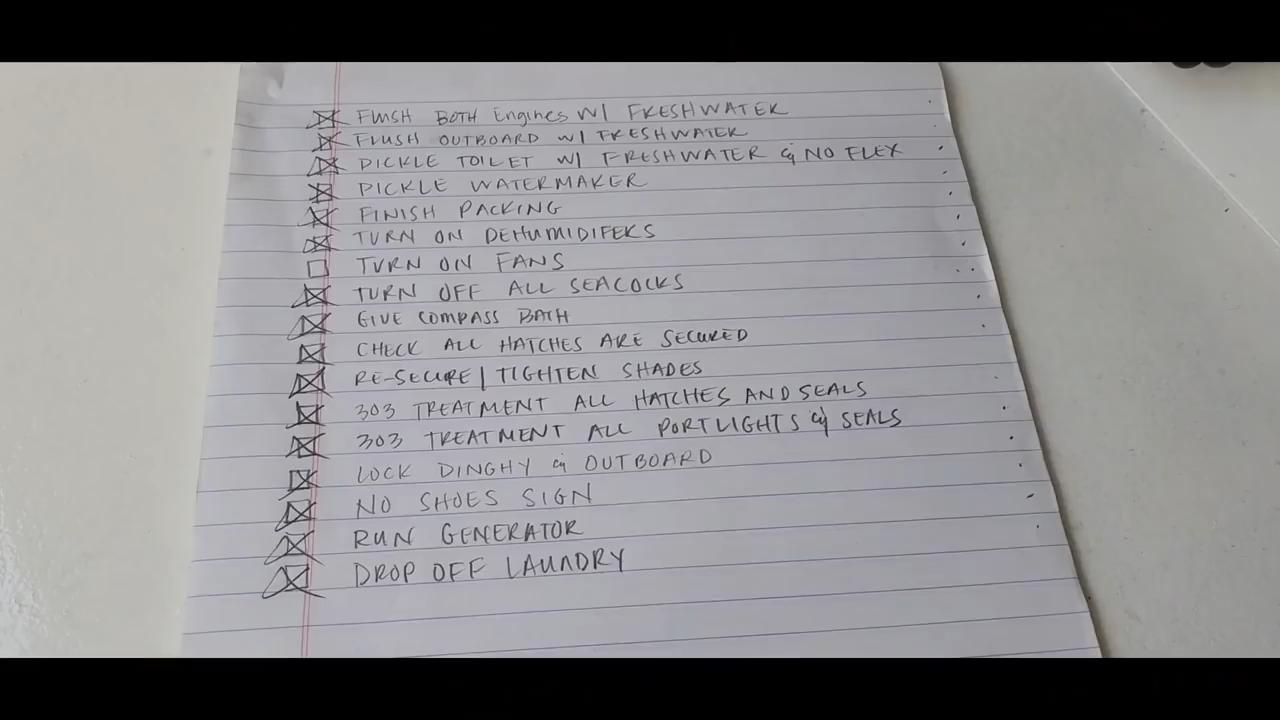 FLUSH BOTH Engines W/ FRESHWATER
FLUSH OUTBOARD W/ FRESHWATER
PICKLE TOILET W/ FRESHWATER & NO FLEX
PICKLE WATERMAKER
FINISH PACKING
TURN ON DEHUMIDIFERS
TURN ON FANS
TURN OFF ALL SEACOCKS
GIVE COMPASS BATH
CHECK ALL HATCHES ARE SECURED
RE-SECURE / TIGHTEN SHADES
303 TREATMENT ALL HATCHES AND SEALS
303 TREATMENT ALL PORTLIGHTS & SEALS
LOCK DINGHY & OUTBOARD
NO SHOES SIGN
RUN GENERATOR
DROP OFF LAUNDRY